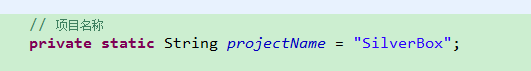 // 项目名称
private static String projectName = "SilverBox";